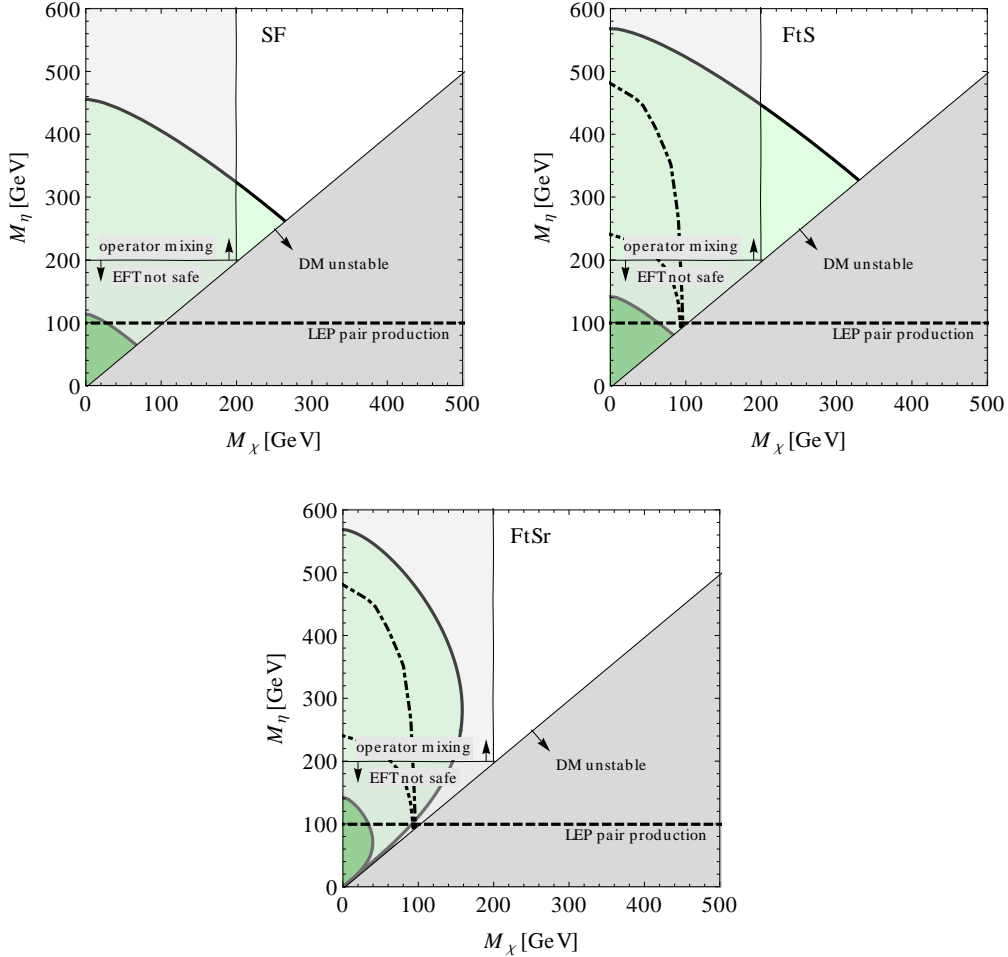 SF
600
500
400
300
200
100
0
M_η [GeV]
operator mixing
EFT not safe
DM unstable
LEP pair production
0 100 200 300 400 500
M_χ [GeV]
FtS
600
500
400
300
200
100
0
M_η [GeV]
operator mixing
EFT not safe
DM unstable
LEP pair production
0 100 200 300 400 500
M_χ [GeV]
FtSr
600
500
400
300
200
100
0
M_η [GeV]
operator mixing
EFT not safe
DM unstable
LEP pair production
0 100 200 300 400 500
M_χ [GeV]